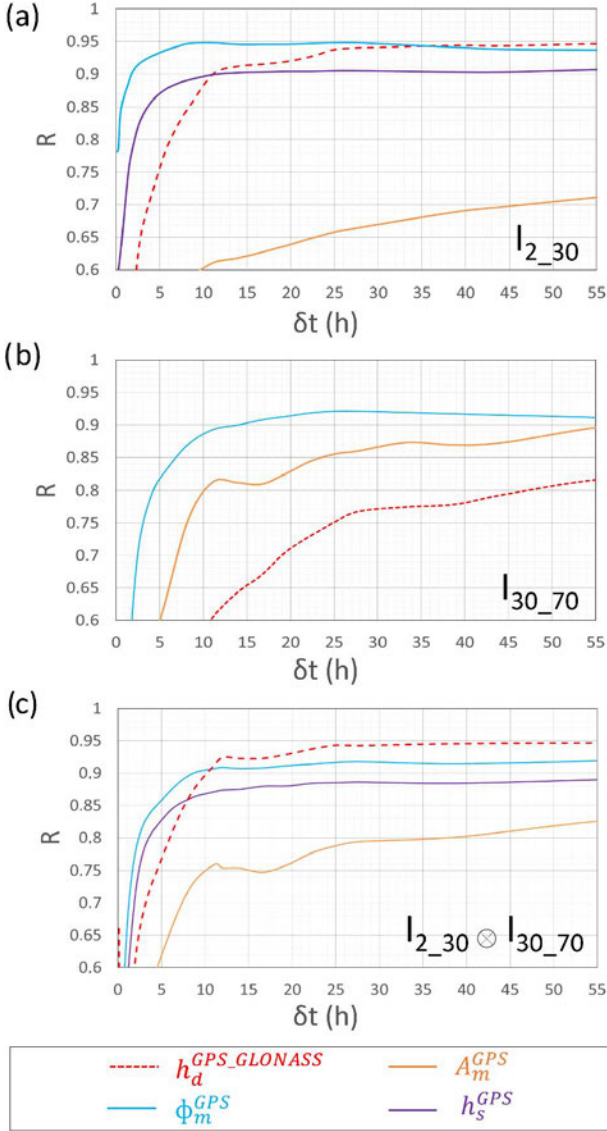 (a)
R
1
0.95
0.9
0.85
0.8
0.75
0.7
0.65
0.6
0 5 10 15 20 25 30 35 40 45 50 55
δt (h)
I2_30
(b)
R
1
0.95
0.9
0.85
0.8
0.75
0.7
0.65
0.6
0 5 10 15 20 25 30 35 40 45 50 55
δt (h)
I30_70
(c)
R
1
0.95
0.9
0.85
0.8
0.75
0.7
0.65
0.6
0 5 10 15 20 25 30 35 40 45 50 55
δt (h)
I2_30 ⊗ I30_70
h_d^GPS_GLONASS A_m^GPS
ϕ_m^GPS h_s^GPS